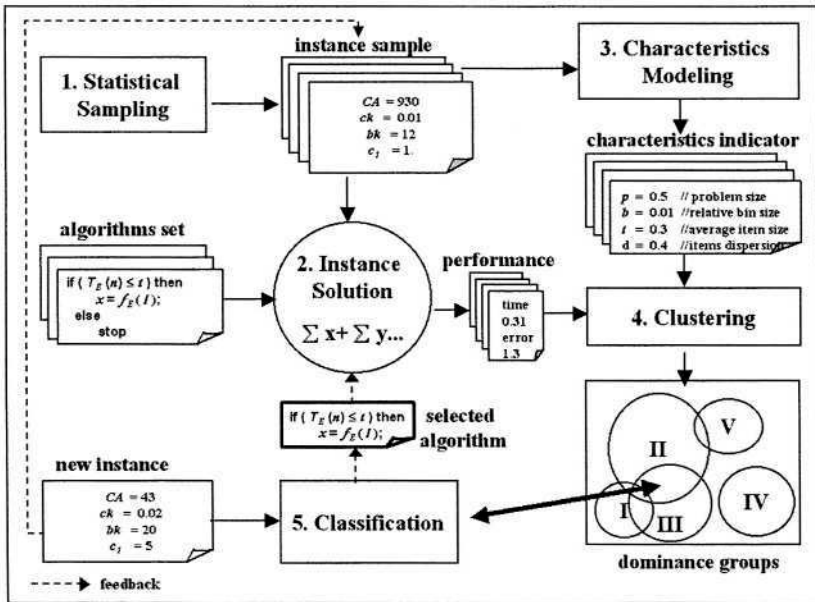 instance sample
1. Statistical
Sampling
CA = 930
ck = 0.01
bk = 12
c₁ = 1.
3. Characteristics
Modeling
characteristics indicator
p = 0.5 // problem size
b = 0.01 //relative bin size
t = 0.3 //average item size
d = 0.4 //items dispersion
algorithms set
if ( T_E (n) ≤ t ) then
x = f_E (I);
else
stop
2. Instance
Solution
∑ x+ ∑ y...
performance
time
0.31
error
1.3
4. Clustering
if ( T_E (n) ≤ t ) then
x = f_E (I);
selected
algorithm
new instance
CA = 43
ck = 0.02
bk = 20
c₁ = 5
5. Classification
II
V
I
III
IV
dominance groups
feedback